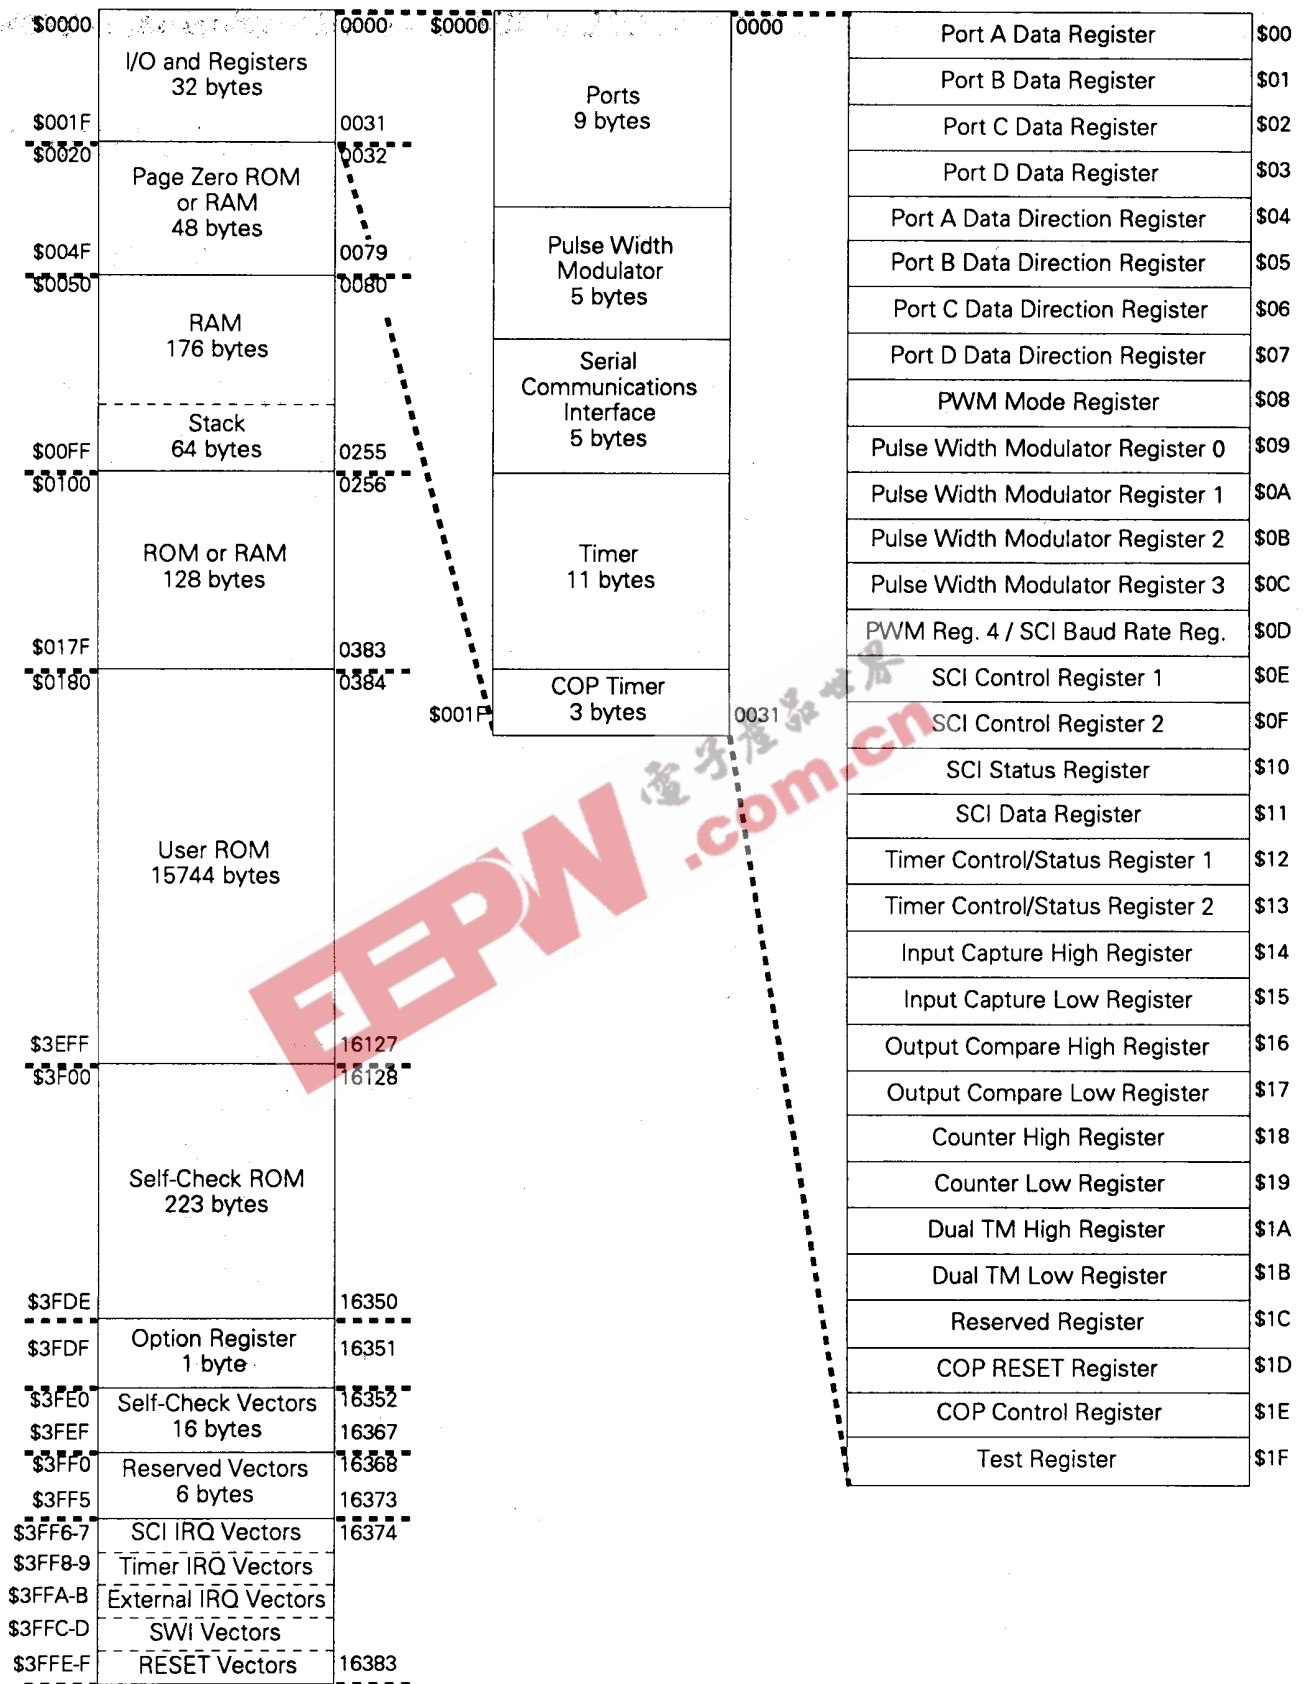 $0000
0000
I/O and Registers
32 bytes
$001F
0031
$0020
0032
Page Zero ROM
or RAM
48 bytes
$004F
0079
$0050
0080
RAM
176 bytes
Stack
64 bytes
$00FF
0255
$0100
0256
ROM or RAM
128 bytes
$017F
0383
$0180
0384
User ROM
15744 bytes
$3EFF
16127
$3F00
16128
Self-Check ROM
223 bytes
$3FDE
16350
Option Register
1 byte
$3FDF
16351
$3FE0
16352
Self-Check Vectors
16 bytes
$3FEF
16367
$3FF0
16368
Reserved Vectors
6 bytes
$3FF5
16373
$3FF6-7
SCI IRQ Vectors
16374
$3FF8-9
Timer IRQ Vectors
$3FFA-B
External IRQ Vectors
$3FFC-D
SWI Vectors
$3FFE-F
RESET Vectors
16383
$0000
0000
Ports
9 bytes
Pulse Width
Modulator
5 bytes
Serial
Communications
Interface
5 bytes
Timer
11 bytes
COP Timer
3 bytes
$001F
0031
Port A Data Register $00
Port B Data Register $01
Port C Data Register $02
Port D Data Register $03
Port A Data Direction Register $04
Port B Data Direction Register $05
Port C Data Direction Register $06
Port D Data Direction Register $07
PWM Mode Register $08
Pulse Width Modulator Register 0 $09
Pulse Width Modulator Register 1 $0A
Pulse Width Modulator Register 2 $0B
Pulse Width Modulator Register 3 $0C
PWM Reg. 4 / SCI Baud Rate Reg. $0D
SCI Control Register 1 $0E
SCI Control Register 2 $0F
SCI Status Register $10
SCI Data Register $11
Timer Control/Status Register 1 $12
Timer Control/Status Register 2 $13
Input Capture High Register $14
Input Capture Low Register $15
Output Compare High Register $16
Output Compare Low Register $17
Counter High Register $18
Counter Low Register $19
Dual TM High Register $1A
Dual TM Low Register $1B
Reserved Register $1C
COP RESET Register $1D
COP Control Register $1E
Test Register $1F
EEPW
.com.cn
電子產品世界